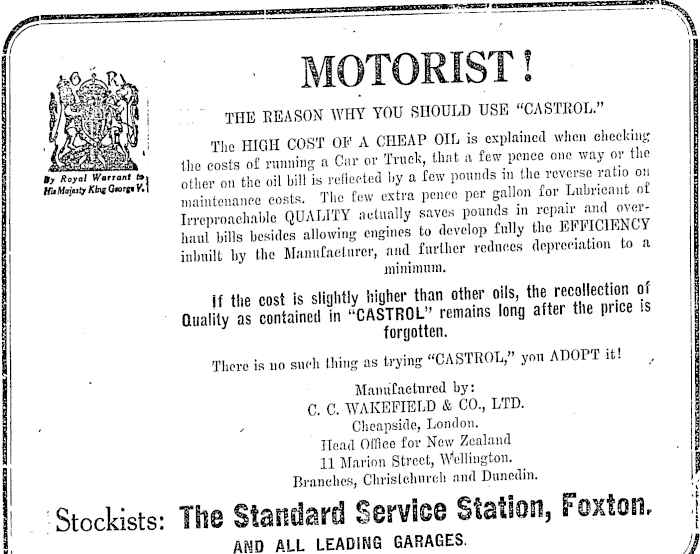 MOTORIST!
G R
By Royal Warrant to
His Majesty King George V.
THE REASON WHY YOU SHOULD USE "CASTROL."
The HIGH COST OF A CHEAP OIL is explained when checking
the costs of running a Car or Truck, that a few pence one way or the
other on the oil bill is reflected by a few pounds in the reverse ratio on
maintenance costs. The few extra pence per gallon for Lubricant of
Irreproachable QUALITY actually saves pounds in repair and over-
haul bills besides allowing engines to develop fully the EFFICIENCY
inbuilt by the Manufacturer, and further reduces depreciation to a
minimum.
If the cost is slightly higher than other oils, the recollection of
Quality as contained in "CASTROL" remains long after the price is
forgotten.
There is no such thing as trying "CASTROL," you ADOPT it!
Manufactured by:
C. C. WAKEFIELD & CO., LTD.
Cheapside, London.
Head Office for New Zealand
11 Marion Street, Wellington.
Branches, Christchurch and Dunedin.
Stockists: The Standard Service Station, Foxton.
AND ALL LEADING GARAGES.